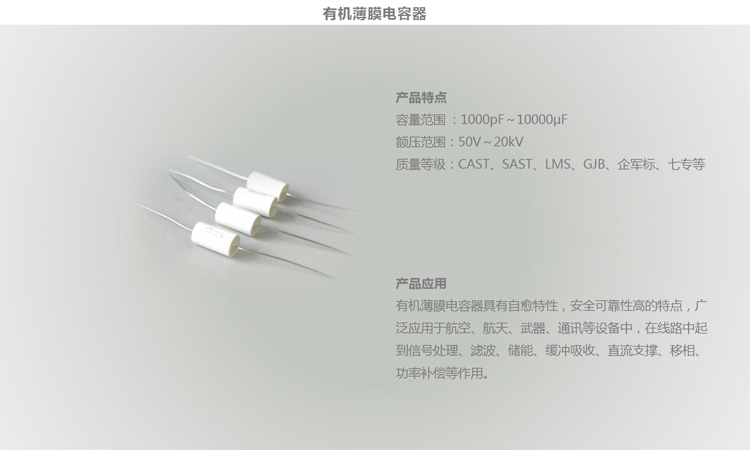 有机薄膜电容器
产品特点
容量范围 ：1000pF～10000μF
额压范围：50V～20kV
质量等级：CAST、SAST、LMS、GJB、企军标、七专等
产品应用
有机薄膜电容器具有自愈特性，安全可靠性高的特点，广
泛应用于航空、航天、武器、通讯等设备中，在线路中起
到信号处理、滤波、储能、缓冲吸收、直流支撑、移相、
功率补偿等作用。